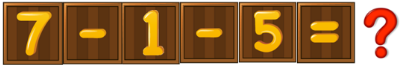 7 - 1 - 5 = ?